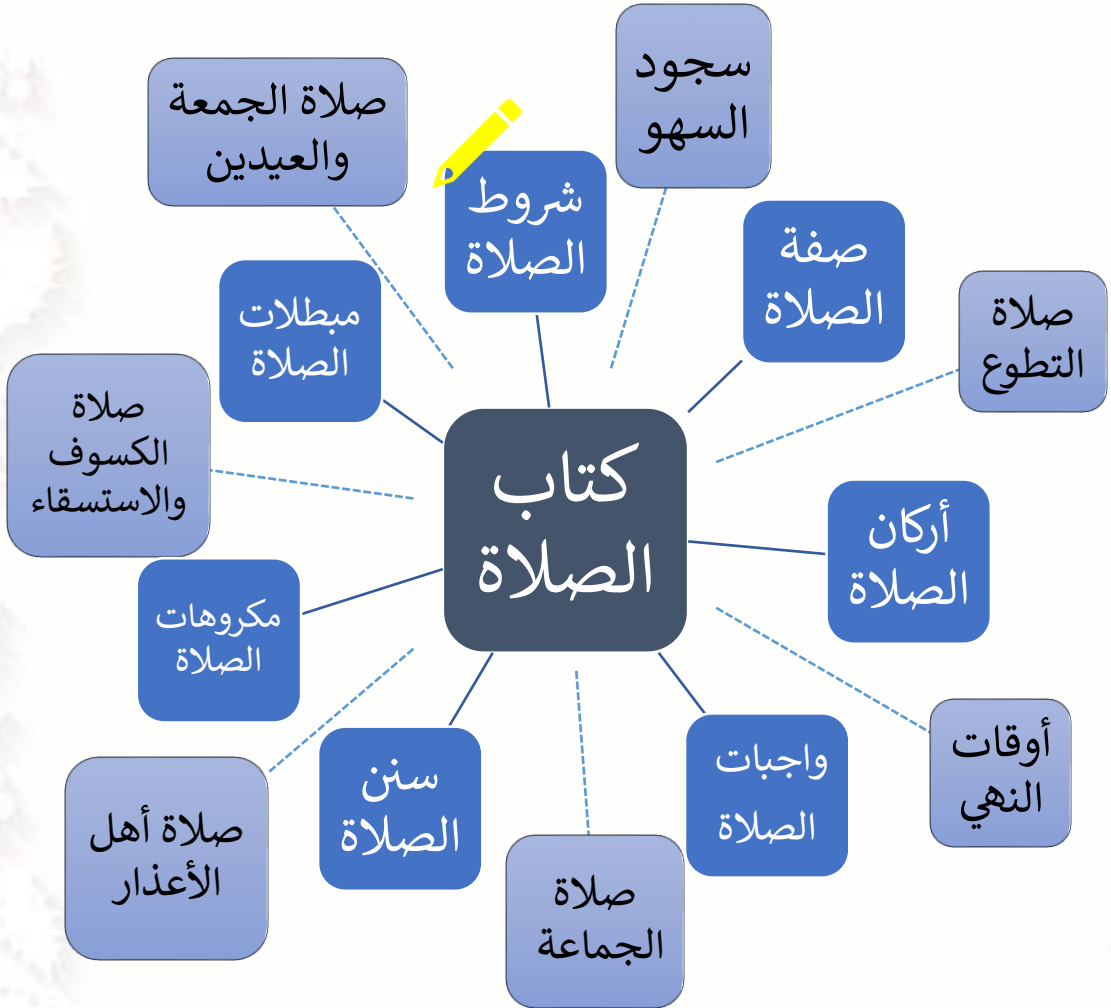 سجود
السهو
صلاة الجمعة
والعيدين
شروط
الصلاة
صفة
الصلاة
مبطلات
الصلاة
صلاة
التطوع
صلاة
الكسوف
والاستسقاء
كتاب
الصلاة
أركان
الصلاة
مكروهات
الصلاة
أوقات
النهي
واجبات
الصلاة
سنن
الصلاة
صلاة أهل
الأعذار
صلاة
الجماعة